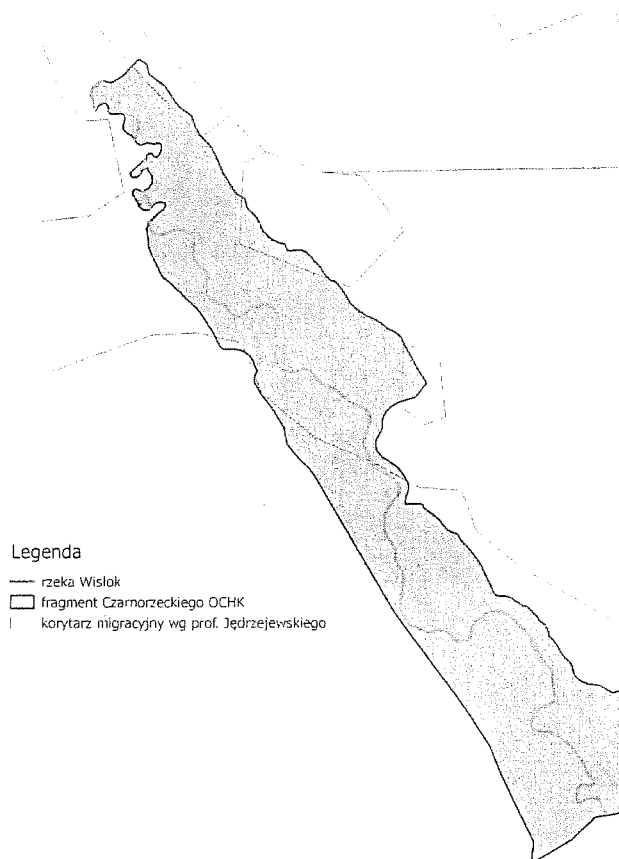 Legenda
rzeka Wisłok
fragment Czarnorzeckiego OCHK
korytarz migracyjny wg prof. Jędrzejewskiego